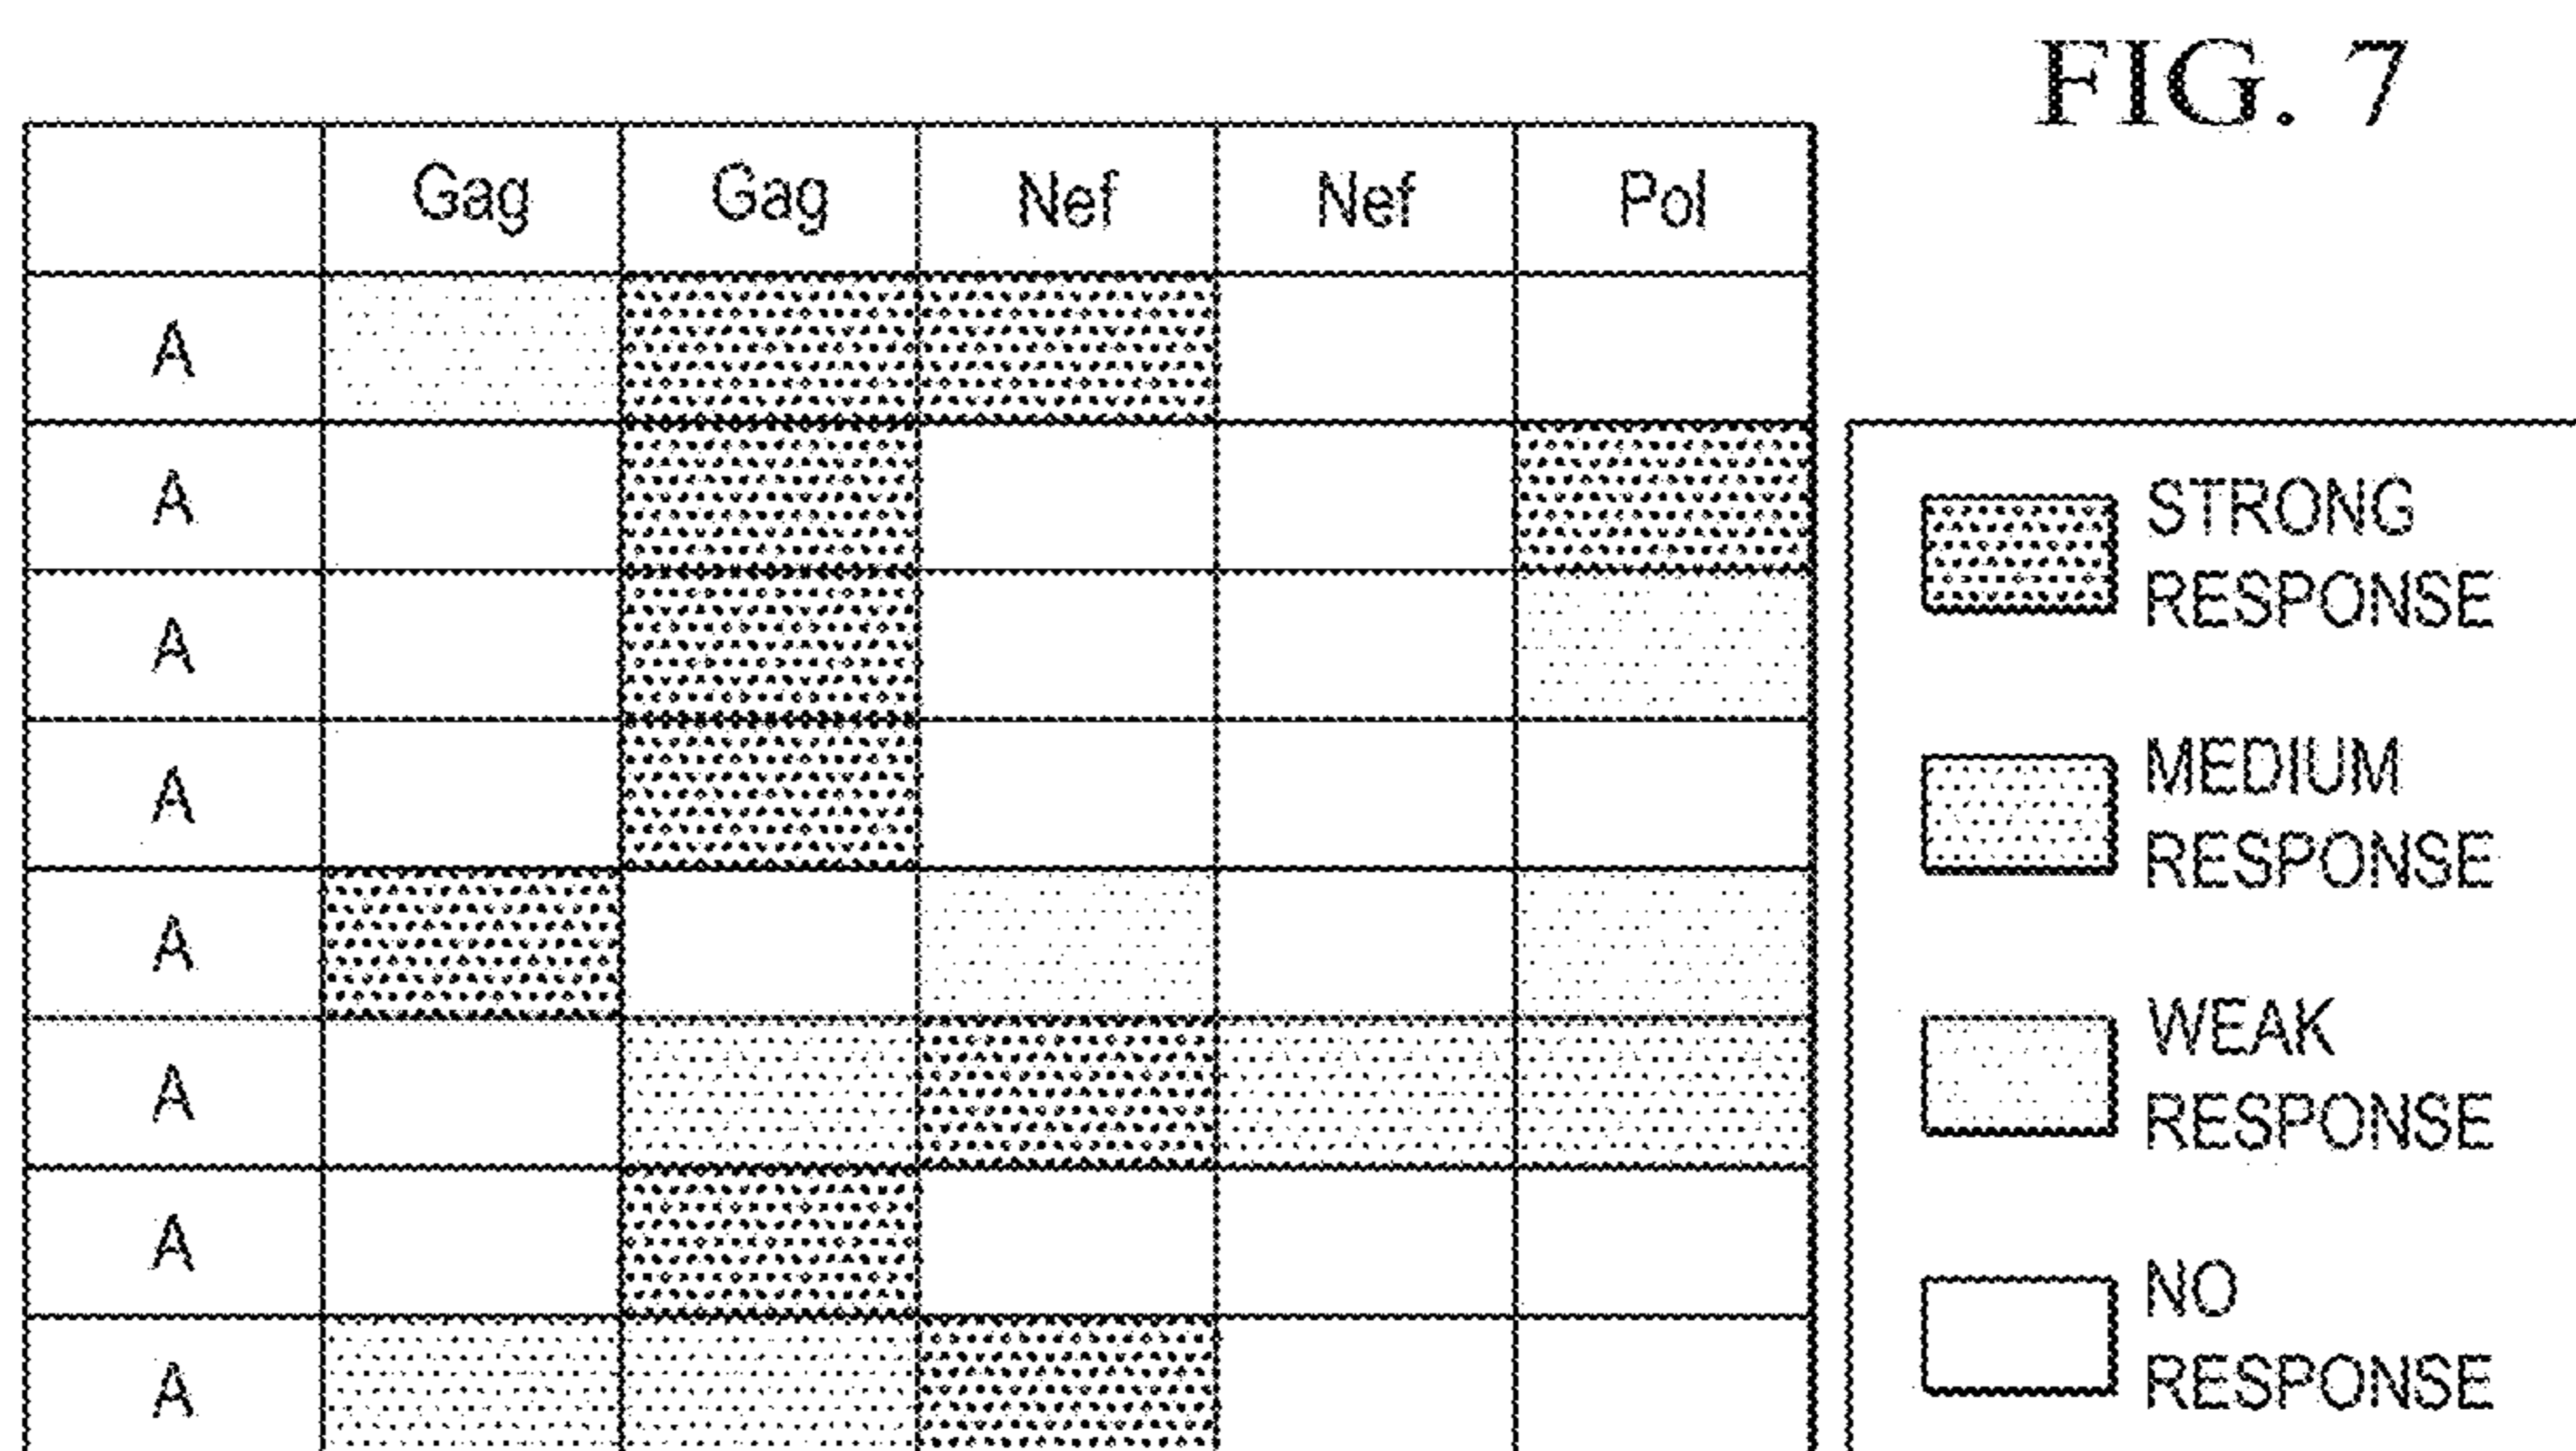 FIG. 7
Gag Gag Nef Nef Pol
A
A
A
A
A
A
A
A
STRONG
RESPONSE
MEDIUM
RESPONSE
WEAK
RESPONSE
NO
RESPONSE